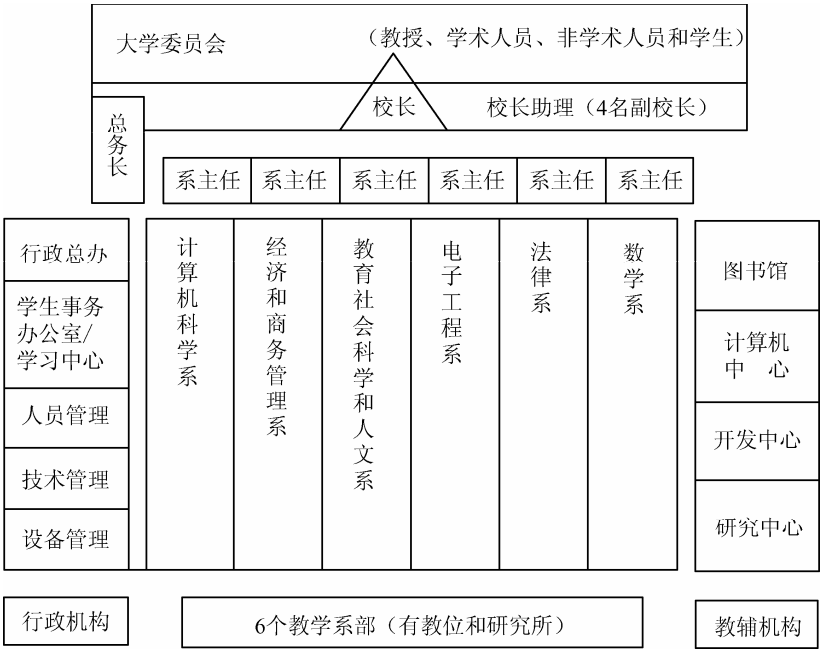 大学委员会
（教授、学术人员、非学术人员和学生）
校长
校长助理（4名副校长）
总务长
系主任
系主任
系主任
系主任
系主任
系主任
行政总办
学生事务
办公室/
学习中心
人员管理
技术管理
设备管理
计算机科学系
经济和商务管理系
教育社会科学和人文系
电子工程系
法律系
数学系
图书馆
计算机
中　心
开发中心
研究中心
行政机构
6个教学系部（有教位和研究所）
教辅机构